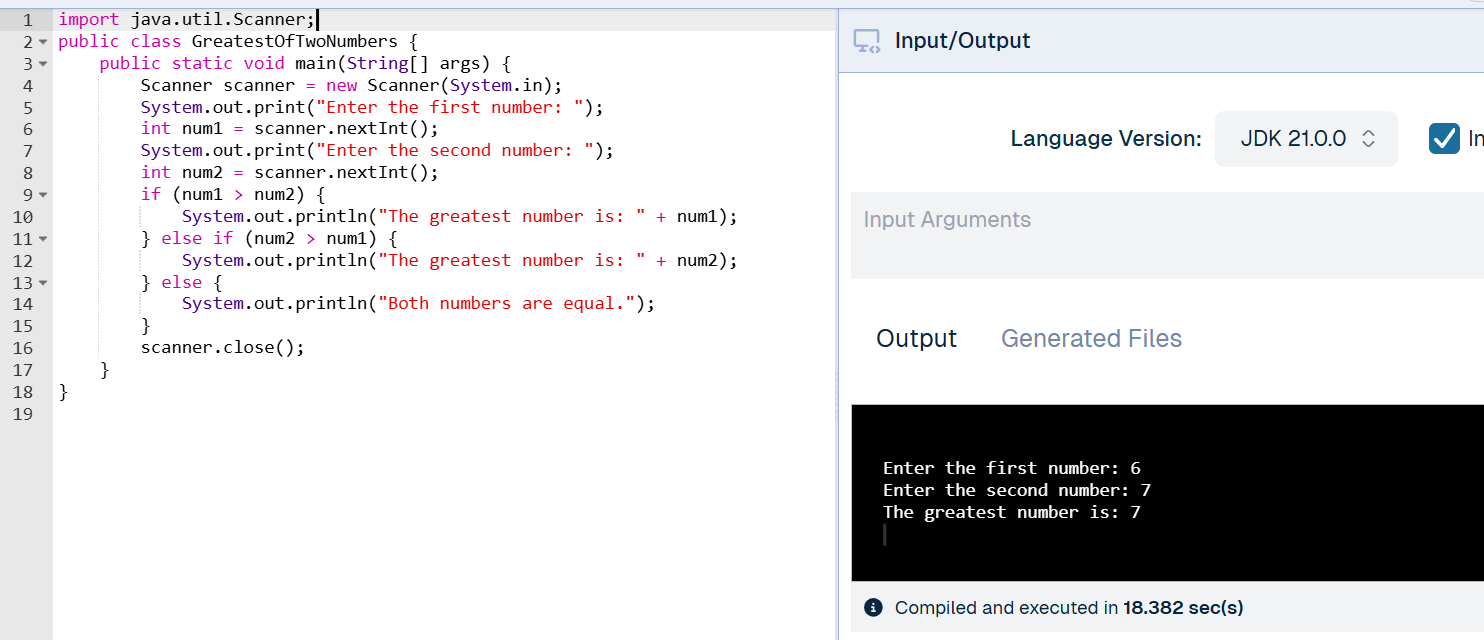 1 import java.util.Scanner;
2 public class GreatestOfTwoNumbers {
3     public static void main(String[] args) {
4         Scanner scanner = new Scanner(System.in);
5         System.out.print("Enter the first number: ");
6         int num1 = scanner.nextInt();
7         System.out.print("Enter the second number: ");
8         int num2 = scanner.nextInt();
9         if (num1 > num2) {
10             System.out.println("The greatest number is: " + num1);
11         } else if (num2 > num1) {
12             System.out.println("The greatest number is: " + num2);
13         } else {
14             System.out.println("Both numbers are equal.");
15         }
16         scanner.close();
17     }
18 }
19
Input/Output
Language Version: JDK 21.0.0
Input Arguments
Output Generated Files
Enter the first number: 6
Enter the second number: 7
The greatest number is: 7
Compiled and executed in 18.382 sec(s)